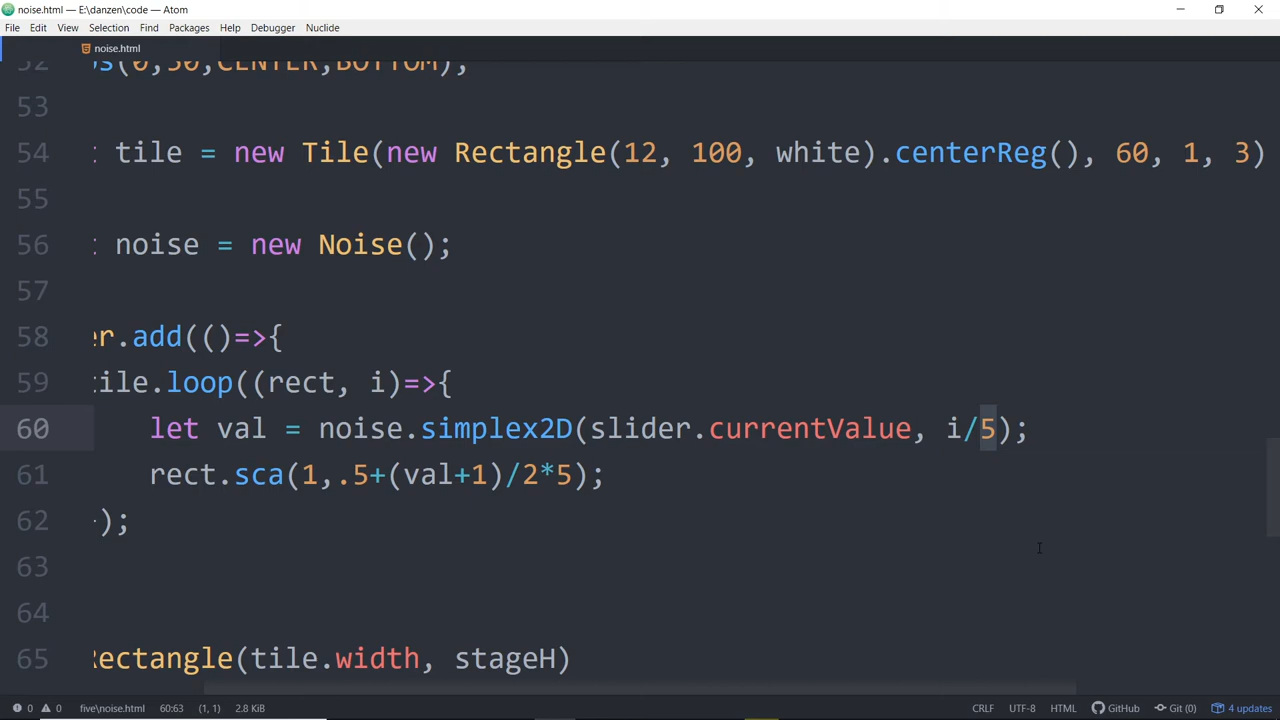 noise.html — E:\danzen\code — Atom
File Edit View Selection Find Packages Help Debugger Nuclide
noise.html
52 os(0,50,CENTER,BOTTOM);
53
54 t tile = new Tile(new Rectangle(12, 100, white).centerReg(), 60, 1, 3)
55
56 t noise = new Noise();
57
58 er.add(()=>{
59 tile.loop((rect, i)=>{
60 let val = noise.simplex2D(slider.currentValue, i/5);
61 rect.sca(1,.5+(val+1)/2*5);
62 });
63
64
65 Rectangle(tile.width, stageH)
0 0 five\noise.html 60:63 (1, 1) 2.8 KiB CRLF UTF-8 HTML GitHub Git (0) 4 updates